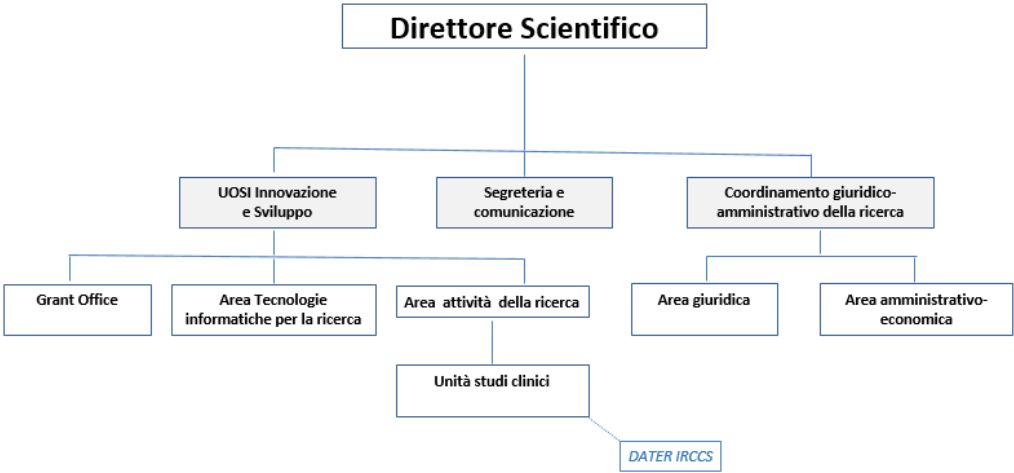 Direttore Scientifico
UOSI Innovazione
e Sviluppo
Segreteria e
comunicazione
Coordinamento giuridico-
amministrativo della ricerca
Grant Office
Area Tecnologie
informatiche per la ricerca
Area attività della ricerca
Area giuridica
Area amministrativo-
economica
Unità studi clinici
DATER IRCCS